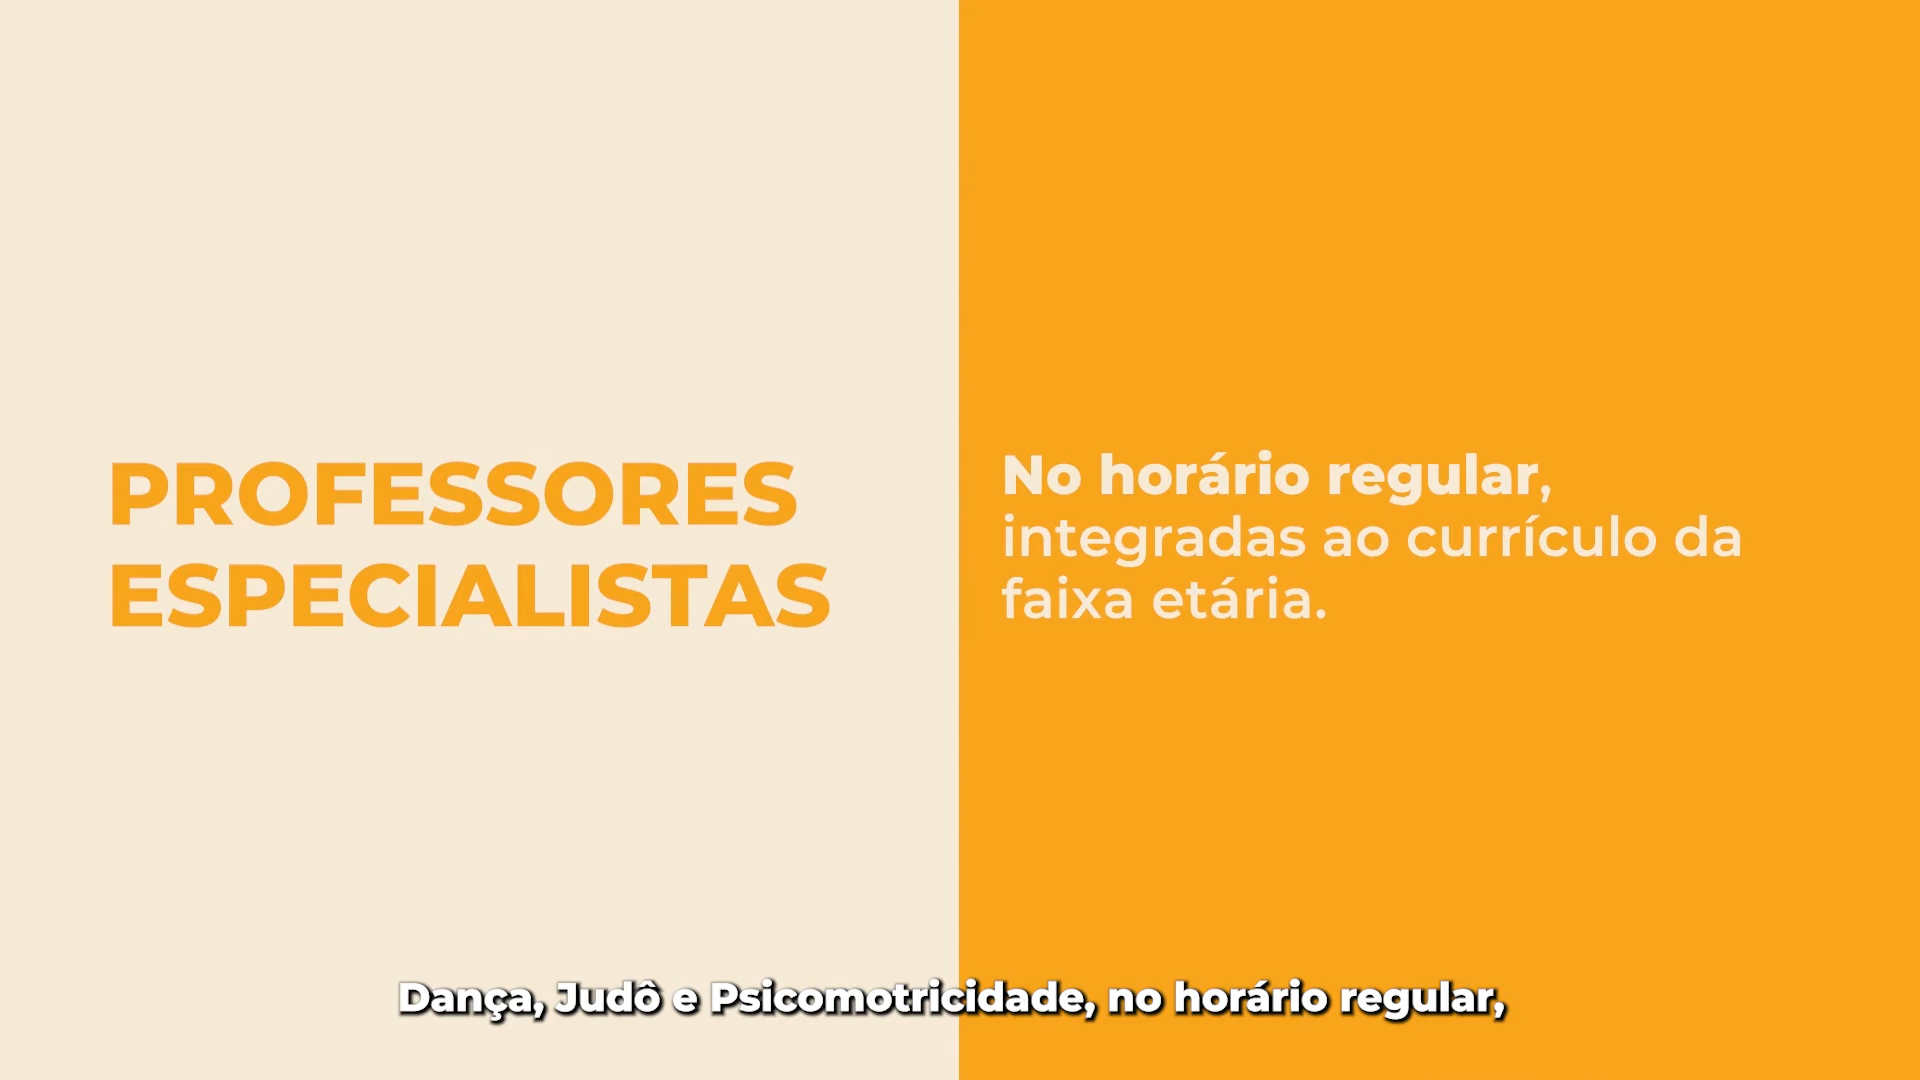 PROFESSORES
ESPECIALISTAS
No horário regular,
integradas ao currículo da
faixa etária.
Dança, Judô e Psicomotricidade, no horário regular,